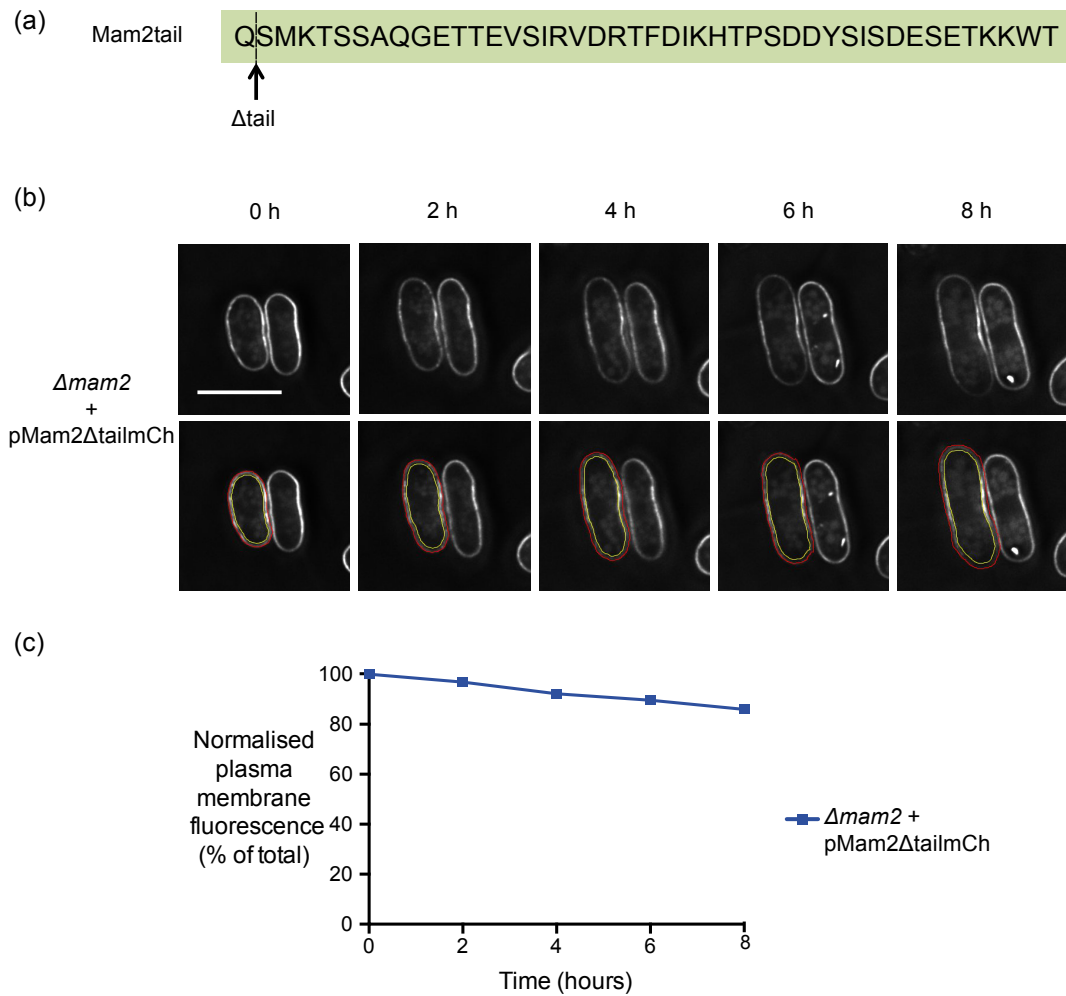 (a)
Mam2tail
QSMKTSSAQGETTEVSIRVDRTFDIKHTPSDDYSISDESETKKWT
Δtail
(b)
0 h
2 h
4 h
6 h
8 h
Δmam2
+
pMam2ΔtailmCh
(c)
Normalised
plasma
membrane
fluorescence
(% of total)
100
80
60
40
20
0
0
2
4
6
8
Time (hours)
Δmam2 +
pMam2ΔtailmCh